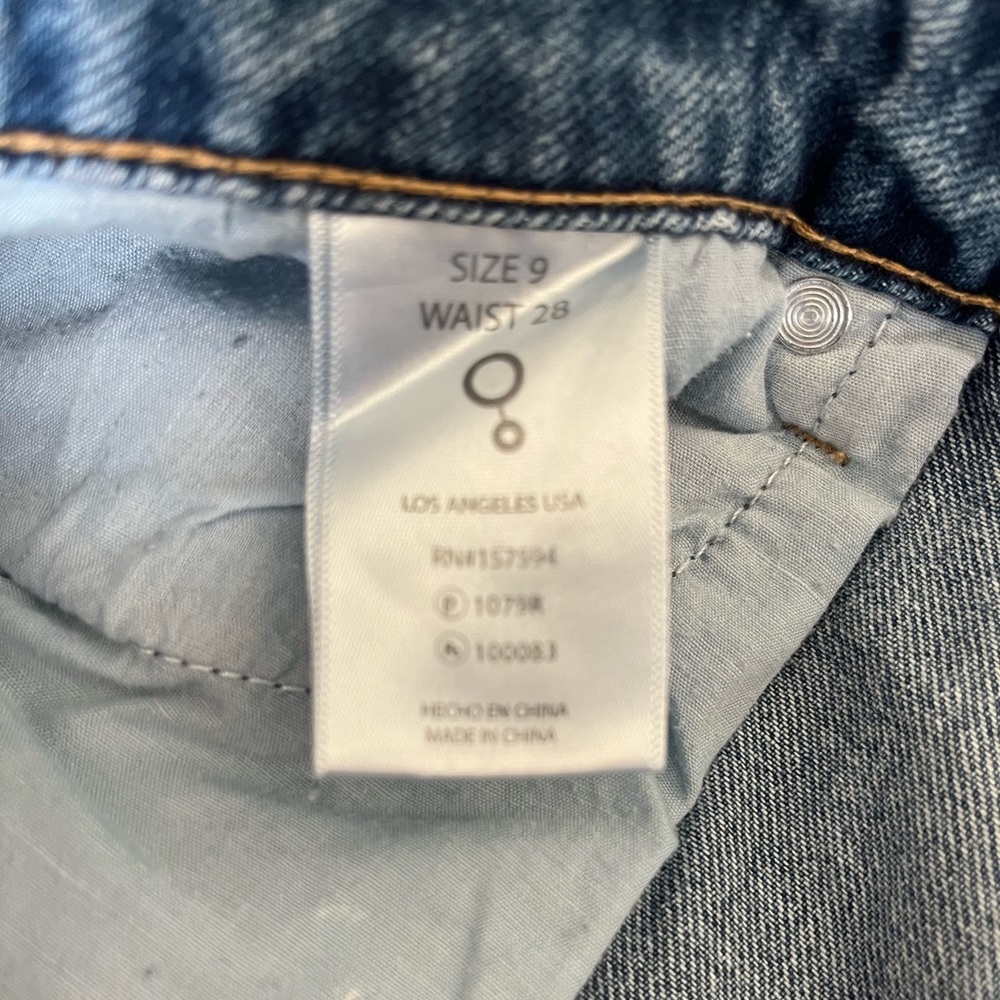 SIZE 9
WAIST 28
LOS ANGELES USA
RN#157594
P 1079R
100083
HECHO EN CHINA
MADE IN CHINA